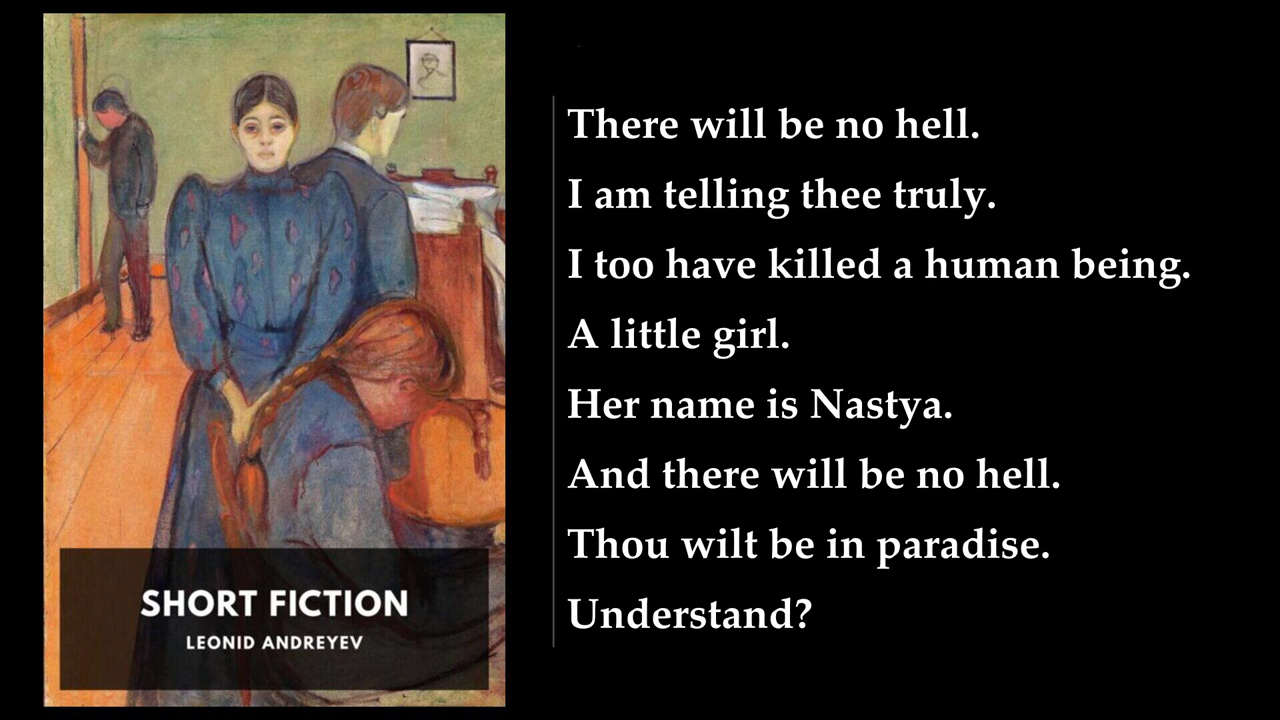 SHORT FICTION
LEONID ANDREYEV
There will be no hell.
I am telling thee truly.
I too have killed a human being.
A little girl.
Her name is Nastya.
And there will be no hell.
Thou wilt be in paradise.
Understand?